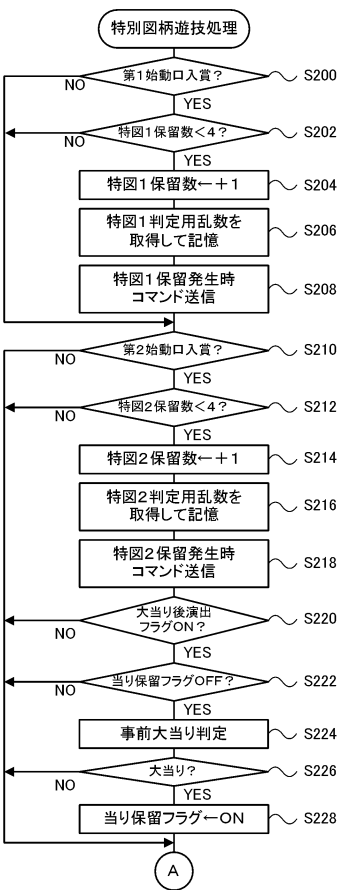 特別図柄遊技処理
第１始動口入賞？
S200
NO
YES
特図１保留数＜4？
S202
NO
YES
特図１保留数←＋１
S204
特図１判定用乱数を
取得して記憶
S206
特図１保留発生時
コマンド送信
S208
第２始動口入賞？
S210
NO
YES
特図２保留数＜4？
S212
NO
YES
特図２保留数←＋１
S214
特図２判定用乱数を
取得して記憶
S216
特図２保留発生時
コマンド送信
S218
大当り後演出
フラグON？
S220
NO
YES
当り保留フラグOFF？
S222
NO
YES
事前大当り判定
S224
大当り？
S226
NO
YES
当り保留フラグ←ON
S228
A